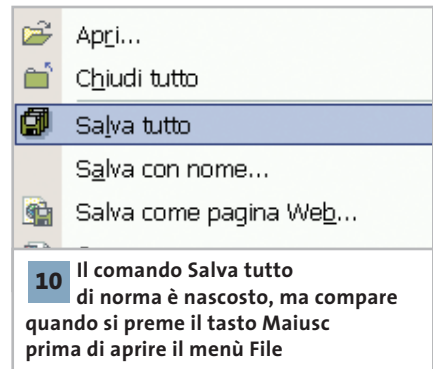 Apri...
Chiudi tutto
Salva tutto
Salva con nome...
Salva come pagina Web...
10 Il comando Salva tutto
di norma è nascosto, ma compare
quando si preme il tasto Maiusc
prima di aprire il menù File